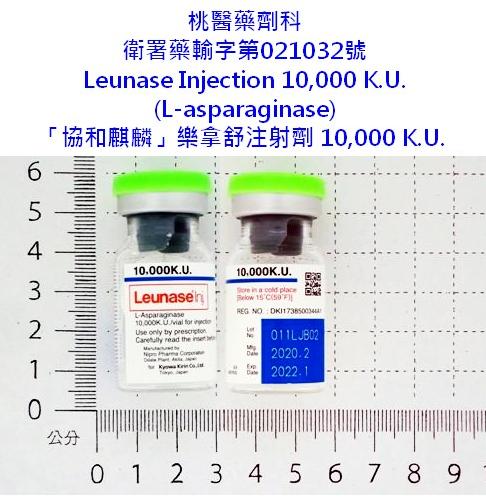 桃醫藥劑科
衛署藥輸字第021032號
Leunase Injection 10,000 K.U.
(L-asparaginase)
「協和麒麟」樂拿舒注射劑 10,000 K.U.
10,000K.U.
Leunase Inj
L-Asparaginase
10,000K.U./vial for injection
Use only by prescription.
Carefully read the insert before
Manufactured by
Nipro Pharma Corporation
Odate Plant, Akita, Japan
for Kyowa Kirin Co., Ltd.
Tokyo, Japan
10,000K.U.
Store in a cold place
[Below 15°C(59°F)]
REG. NO. : DKI1738500344A1
Lot No. 011LJB02
Mfg. Date 2020.2
Exp. Date 2022.1
6
5
4
3
2
1
0
公分
0 1 2 3 4 5 6 7 8 9